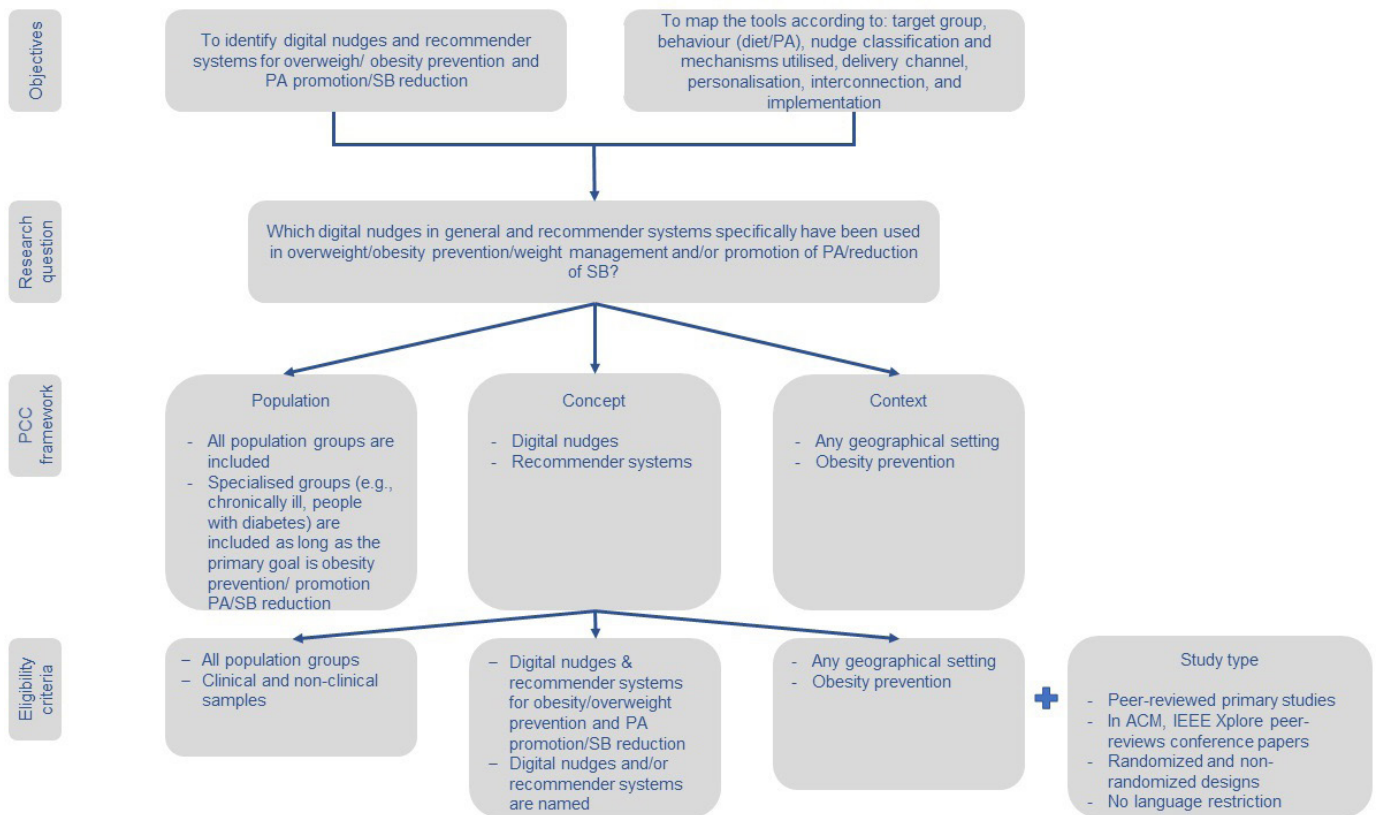 Objectives
To identify digital nudges and recommender
systems for overweigh/ obesity prevention and
PA promotion/SB reduction
To map the tools according to: target group,
behaviour (diet/PA), nudge classification and
mechanisms utilised, delivery channel,
personalisation, interconnection, and
implementation
Research
question
Which digital nudges in general and recommender systems specifically have been used
in overweight/obesity prevention/weight management and/or promotion of PA/reduction
of SB?
PCC
framework
Population
- All population groups are
included
- Specialised groups (e.g.,
chronically ill, people
with diabetes) are
included as long as the
primary goal is obesity
prevention/ promotion
PA/SB reduction
Concept
- Digital nudges
- Recommender systems
Context
- Any geographical setting
- Obesity prevention
Eligibility
criteria
– All population groups
– Clinical and non-clinical
samples
– Digital nudges &
recommender systems
for obesity/overweight
prevention and PA
promotion/SB reduction
– Digital nudges and/or
recommender systems
are named
- Any geographical setting
- Obesity prevention
Study type
- Peer-reviewed primary studies
- In ACM, IEEE Xplore peer-
reviews conference papers
- Randomized and non-
randomized designs
- No language restriction